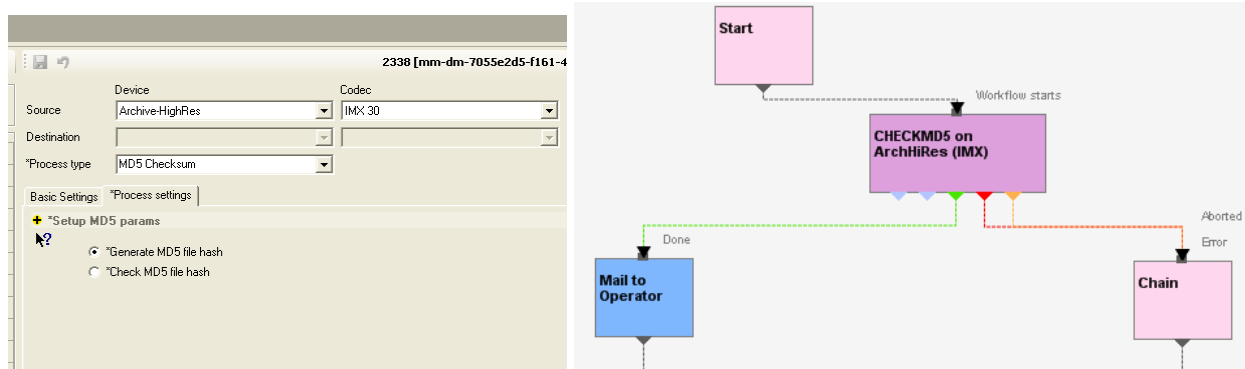 2338 [mm-dm-7055e2d5-f161-4
Device
Codec
Source
Archive-HighRes
IMX 30
Destination
*Process type
MD5 Checksum
Basic Settings
*Process settings
*Setup MD5 params
*Generate MD5 file hash
*Check MD5 file hash
Start
Workflow starts
CHECKMD5 on
ArchHiRes (IMX)
Aborted
Done
Error
Mail to
Operator
Chain